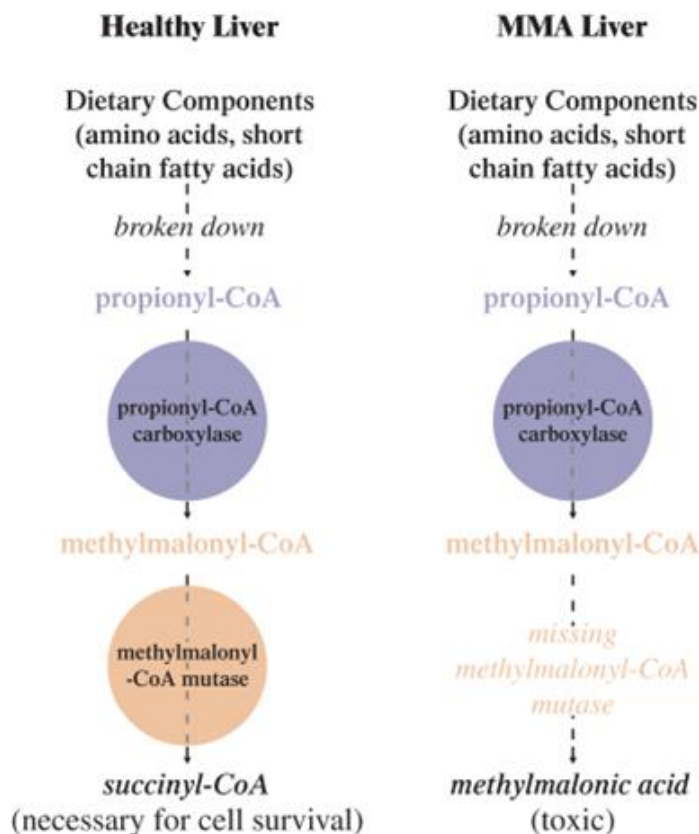 Healthy Liver
Dietary Components
(amino acids, short
chain fatty acids)
broken down
propionyl-CoA
propionyl-CoA
carboxylase
methylmalonyl-CoA
methylmalonyl
-CoA mutase
succinyl-CoA
(necessary for cell survival)
MMA Liver
Dietary Components
(amino acids, short
chain fatty acids)
broken down
propionyl-CoA
propionyl-CoA
carboxylase
methylmalonyl-CoA
missing
methylmalonyl-CoA
mutase
methylmalonic acid
(toxic)